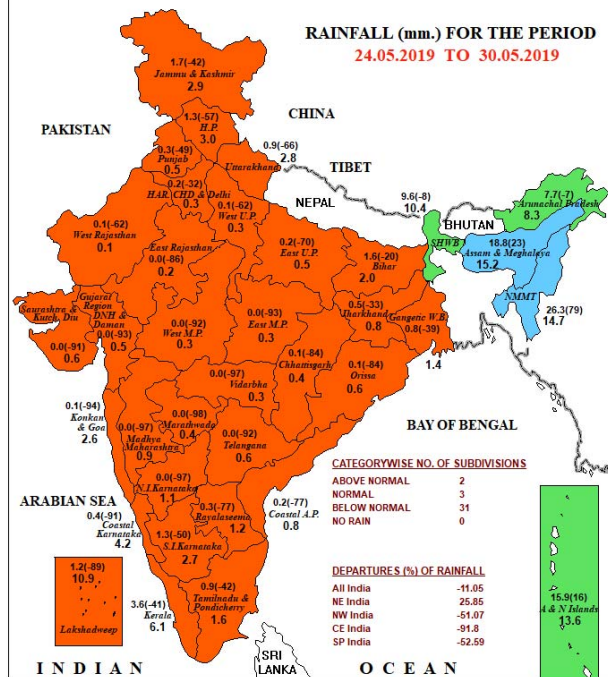 RAINFALL (mm.) FOR THE PERIOD
24.05.2019 TO 30.05.2019
1.7(-42)
Jammu & Kashmir
2.9
CHINA
PAKISTAN
1.3(-57)
H.P.
3.0
0.3(-49)
Punjab
0.5
0.9(-66)
2.8
Uttarakhand
TIBET
0.2(-32)
HAR. CHD & Delhi
0.3
NEPAL
0.1(-62)
West U.P.
0.3
9.6(-8)
10.4
7.7(-7)
Arunachal Pradesh
8.3
BHUTAN
0.1(-62)
West Rajasthan
0.1
East Rajasthan
0.0(-86)
0.2
0.2(-70)
East U.P.
0.5
1.6(-20)
Bihar
2.0
SHWB
18.8(23)
Assam & Meghalaya
15.2
NMMT
26.3(79)
14.7
Saurashtra &
Kutch, Diu
0.0(-91)
0.6
Gujarat
Region
DNH &
Daman
0.0(-93)
0.5
0.0(-92)
West M.P.
0.3
0.0(-93)
East M.P.
0.3
0.5(-33)
Jharkhand
0.8
Gangetic W.B.
0.8(-39)
1.4
0.1(-84)
Chhattisgarh
0.4
0.1(-84)
Orissa
0.6
0.0(-97)
Vidarbha
0.3
0.1(-94)
Konkan
& Goa
2.6
0.0(-97)
Madhya
Maharashtra
0.9
0.0(-98)
Marathwada
0.4
0.0(-92)
Telangana
0.6
BAY OF BENGAL
CATEGORYWISE NO. OF SUBDIVISIONS
ABOVE NORMAL 2
NORMAL 3
BELOW NORMAL 31
NO RAIN 0
0.0(-97)
N.I.Karnataka
1.1
ARABIAN SEA
0.4(-91)
Coastal
Karnataka
4.2
0.3(-77)
Rayalaseema
1.2
0.2(-77)
Coastal A.P.
0.8
1.3(-50)
S.I.Karnataka
2.7
1.2(-89)
10.9
Lakshadweep
DEPARTURES (%) OF RAINFALL
All India -11.05
NE India 25.85
NW India -51.07
CE India -91.8
SP India -52.59
15.9(16)
A & N Islands
13.6
0.9(-42)
Tamilnadu &
Pondicherry
1.6
3.6(-41)
Kerala
6.1
SRI
LANKA
INDIAN OCEAN